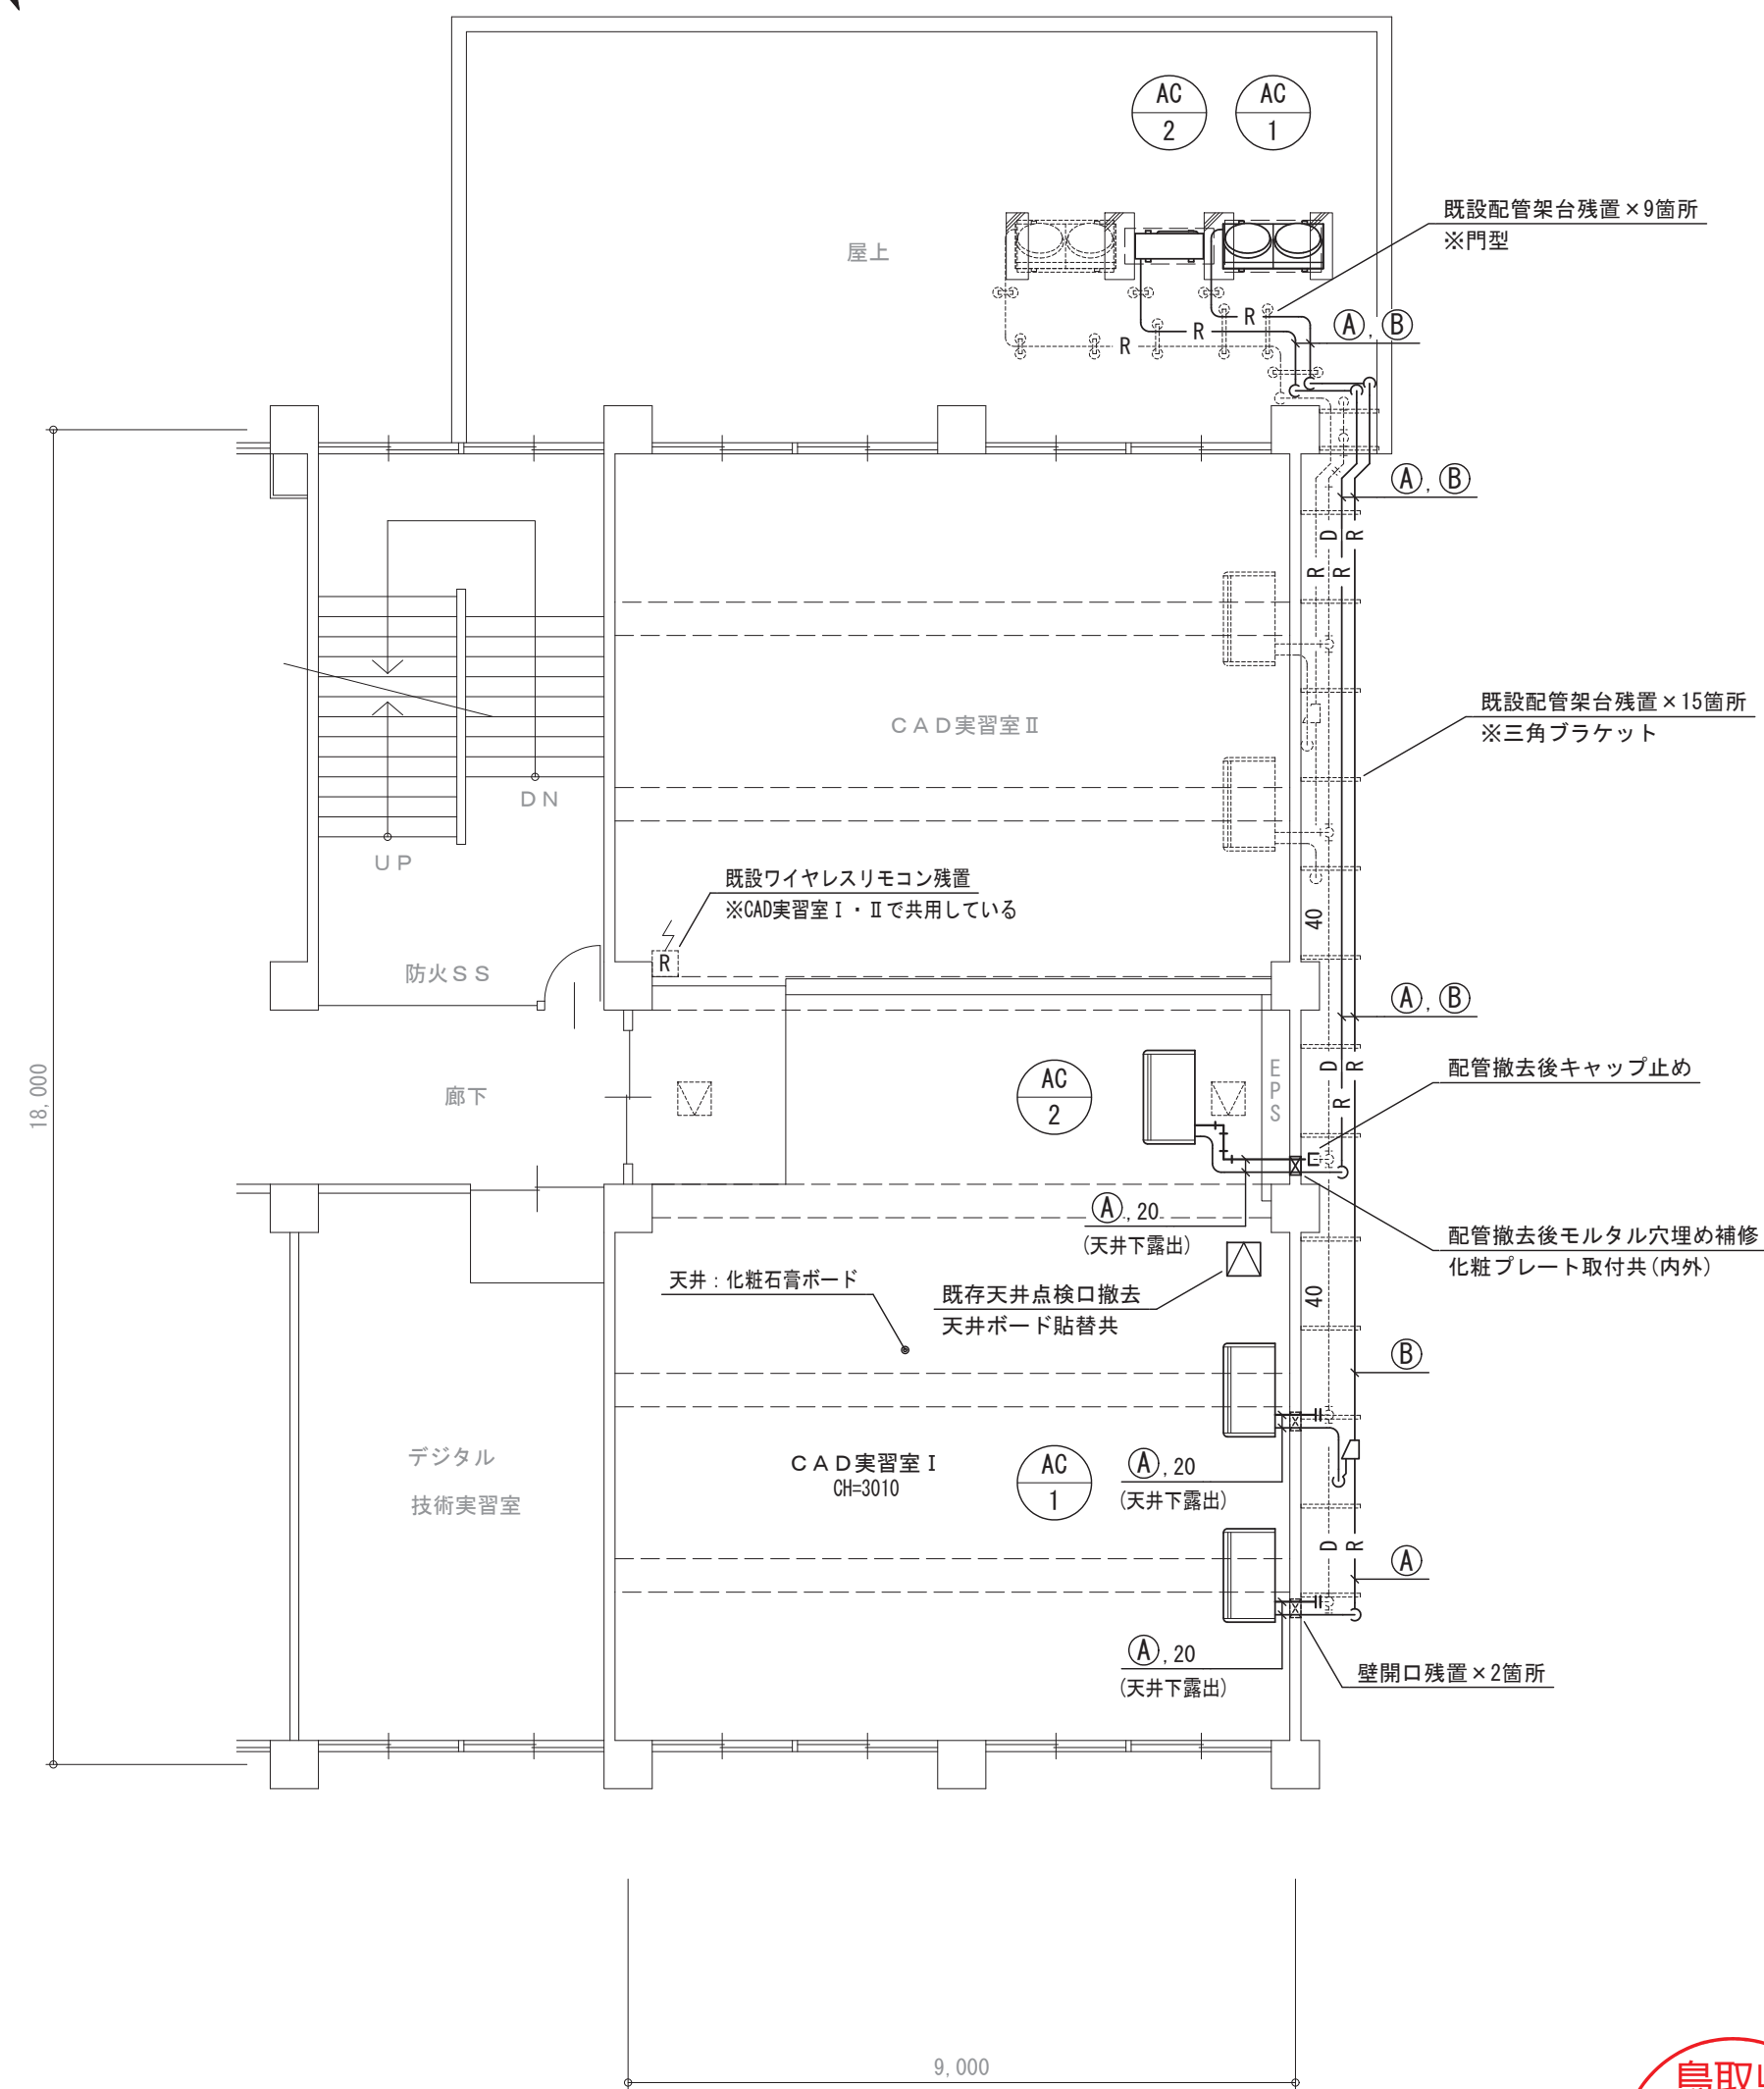 AC
2
AC
1
既設配管架台残置×9箇所
※門型
屋上
R
R
R
Ⓐ, Ⓑ
Ⓐ, Ⓑ
D
R
R
R
CAD実習室Ⅱ
既設配管架台残置×15箇所
※三角ブラケット
DN
UP
既設ワイヤレスリモコン残置
※CAD実習室Ⅰ・Ⅱで共用している
R
40
防火SS
Ⓐ, Ⓑ
18,000
廊下
AC
2
EPS
D
R
R
配管撤去後キャップ止め
Ⓐ, 20
(天井下露出)
配管撤去後モルタル穴埋め補修
化粧プレート取付共(内外)
天井：化粧石膏ボード
既存天井点検口撤去
天井ボード貼替共
40
Ⓑ
デジタル
技術実習室
CAD実習室Ⅰ
CH=3010
AC
1
Ⓐ, 20
(天井下露出)
D
R
Ⓐ
Ⓐ, 20
(天井下露出)
壁開口残置×2箇所
9,000
鳥取